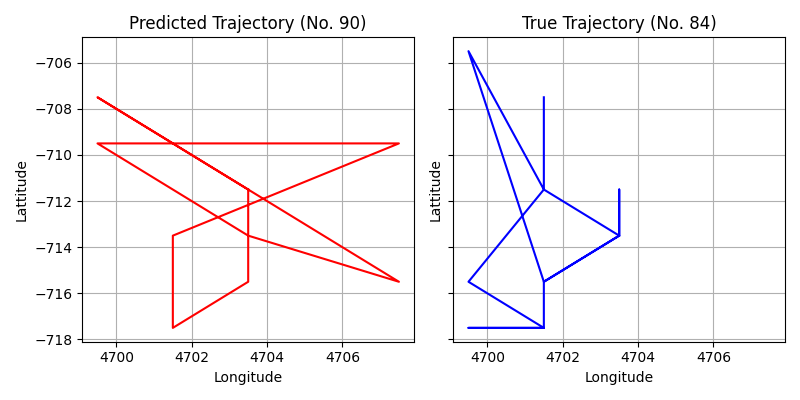 Predicted Trajectory (No. 90)
True Trajectory (No. 84)
Lattitude
−706
−708
−710
−712
−714
−716
−718
4700
4702
4704
4706
Longitude
Lattitude
4700
4702
4704
4706
Longitude